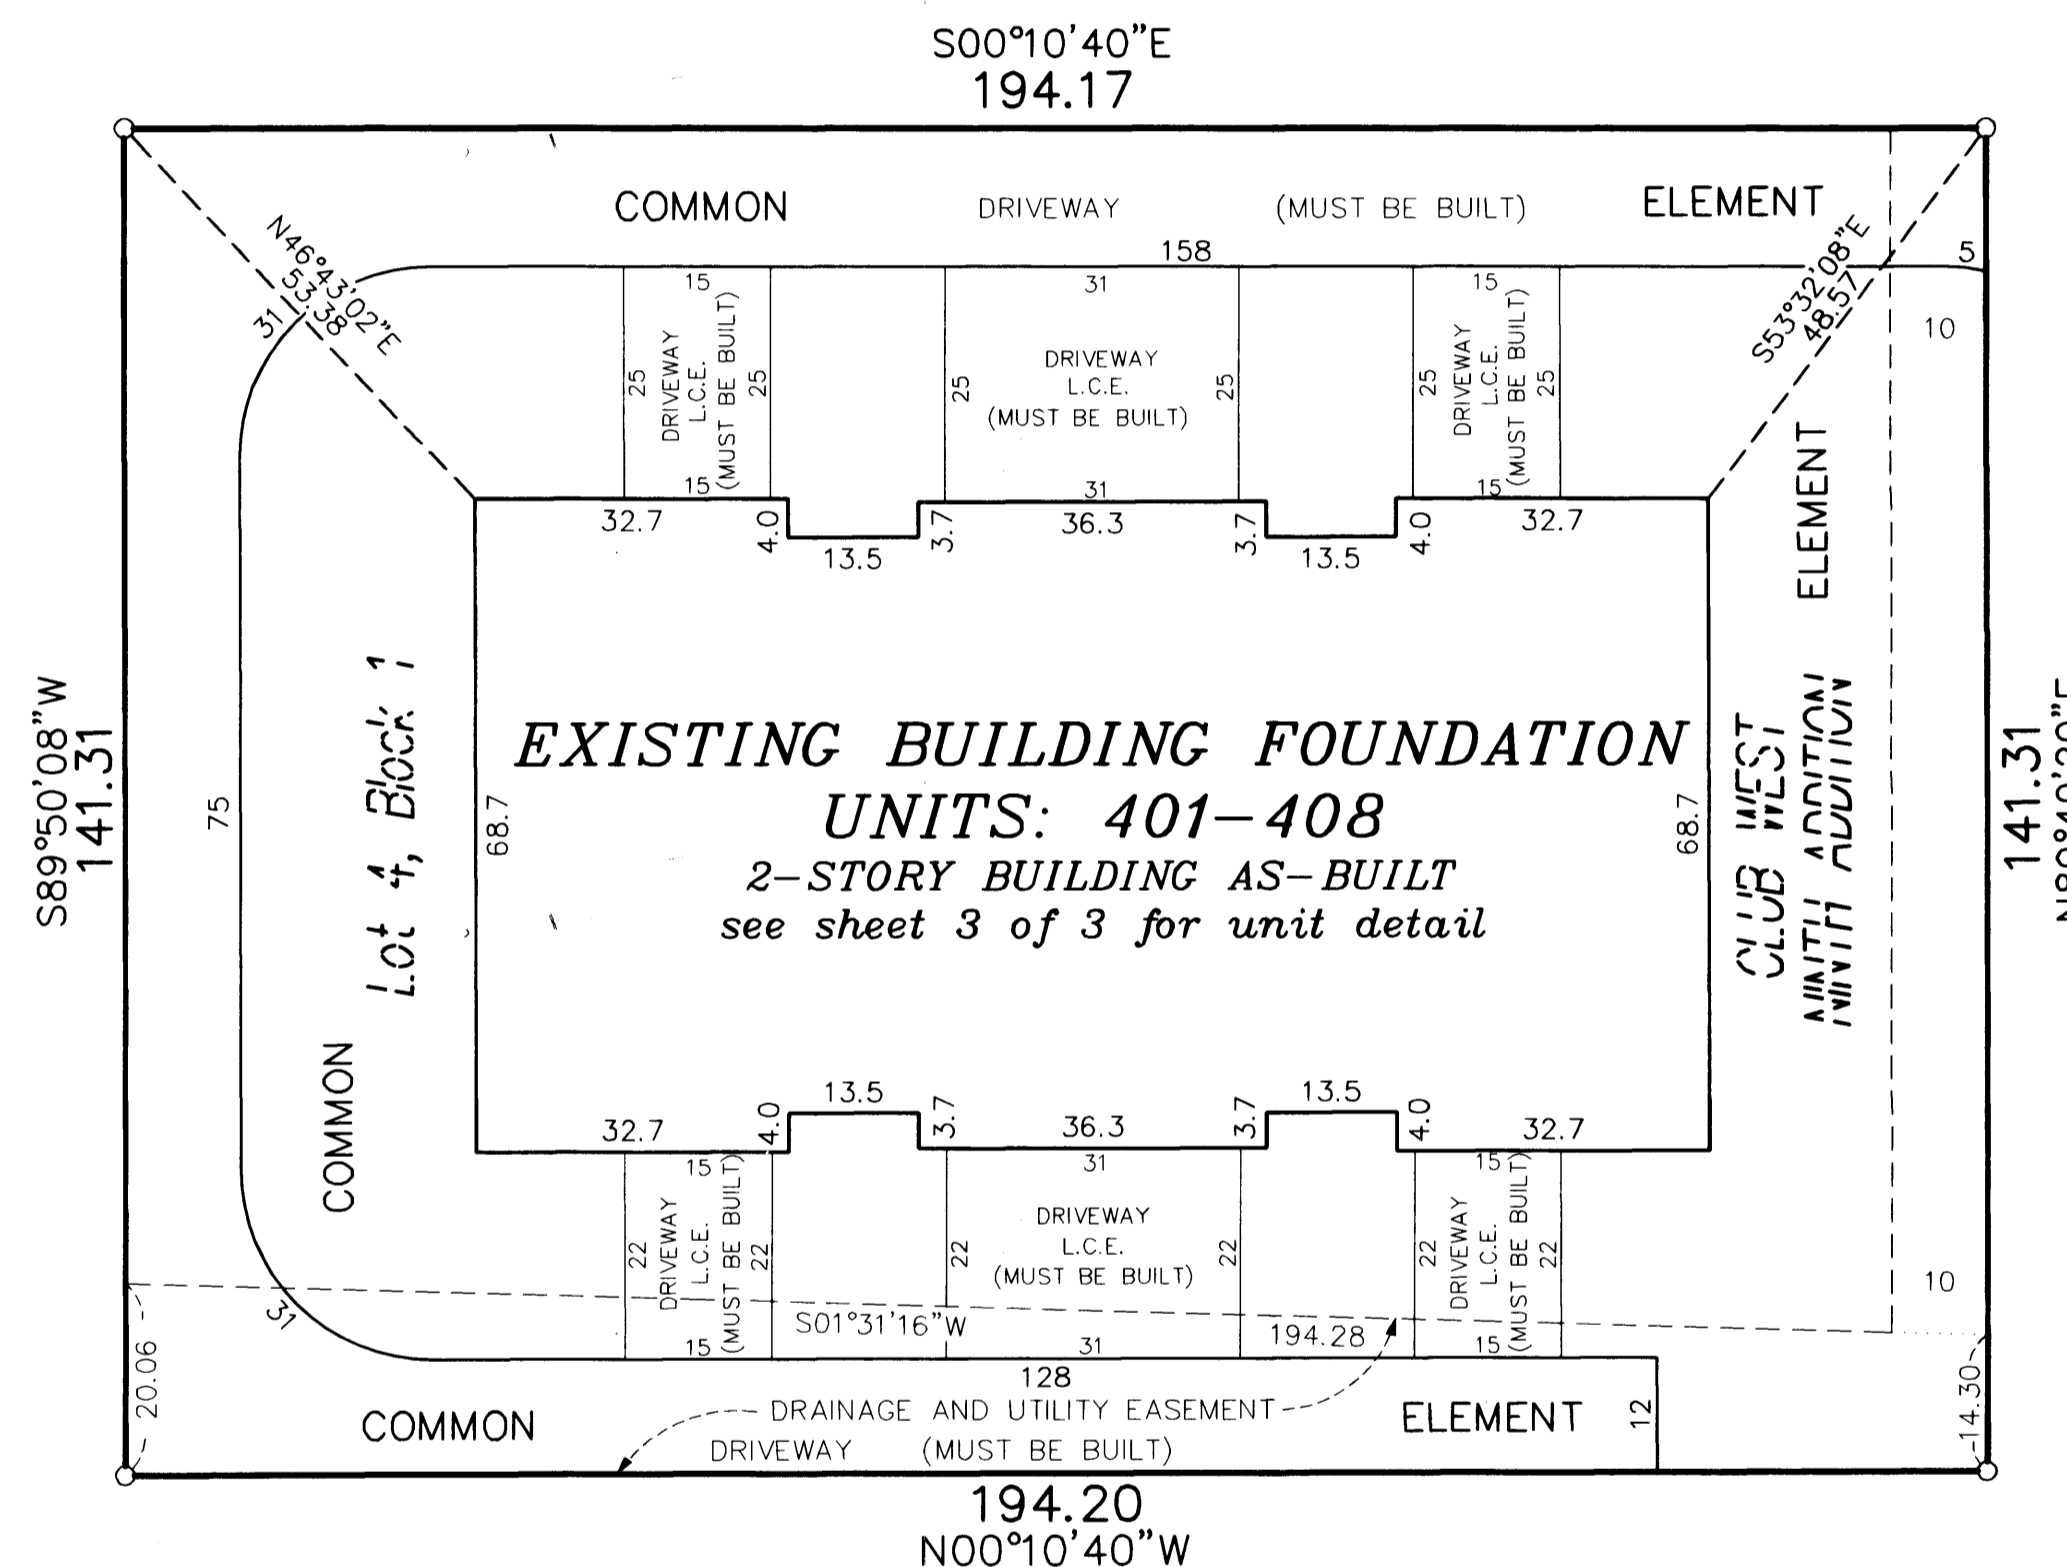 S00°10'40"E
194.17
COMMON DRIVEWAY (MUST BE BUILT) ELEMENT
N46°43'02"E
53.38
S53°32'08"E
48.57
158
5
31
10
15
DRIVEWAY
L.C.E.
(MUST BE BUILT)
25
25
15
31
DRIVEWAY
L.C.E.
(MUST BE BUILT)
25
25
31
15
DRIVEWAY
L.C.E.
(MUST BE BUILT)
25
25
15
32.7
4.0
13.5
3.7
36.3
3.7
13.5
4.0
32.7
S89°50'08"W
141.31
75
Lot 4, Block 1
COMMON
68.7
EXISTING BUILDING FOUNDATION
UNITS: 401-408
2-STORY BUILDING AS-BUILT
see sheet 3 of 3 for unit detail
68.7
ELEMENT
CLUB WEST
NINTH ADDITION
141.31
32.7
4.0
13.5
3.7
36.3
3.7
13.5
4.0
32.7
15
DRIVEWAY
L.C.E.
(MUST BE BUILT)
22
22
15
31
DRIVEWAY
L.C.E.
(MUST BE BUILT)
22
22
31
15
DRIVEWAY
L.C.E.
(MUST BE BUILT)
22
22
15
10
31
S01°31'16"W
194.28
20.06
128
14.30
DRAINAGE AND UTILITY EASEMENT
COMMON
ELEMENT
12
DRIVEWAY (MUST BE BUILT)
194.20
N00°10'40"W